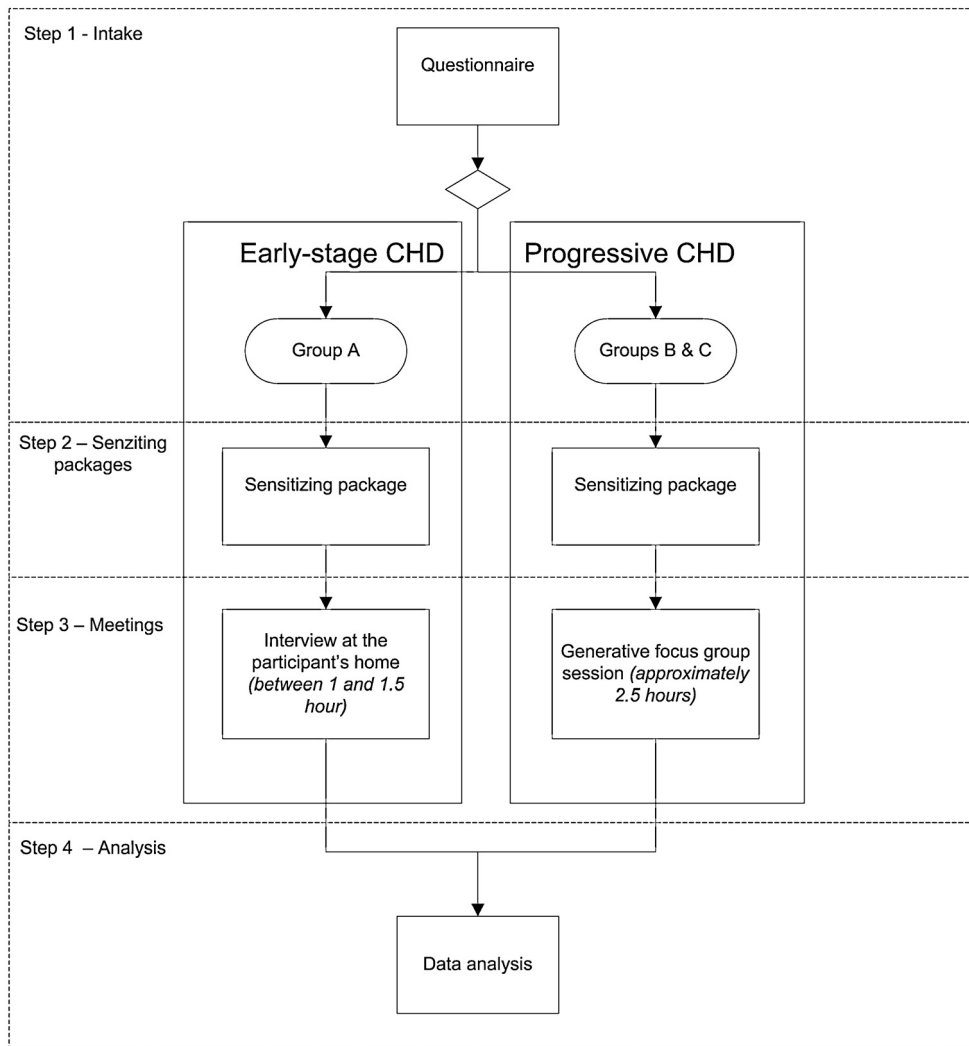 Step 1 - Intake
Questionnaire
Early-stage CHD
Progressive CHD
Group A
Groups B & C
Step 2 – Senziting
packages
Sensitizing package
Sensitizing package
Step 3 – Meetings
Interview at the
participant's home
(between 1 and 1.5
hour)
Generative focus group
session (approximately
2.5 hours)
Step 4 – Analysis
Data analysis